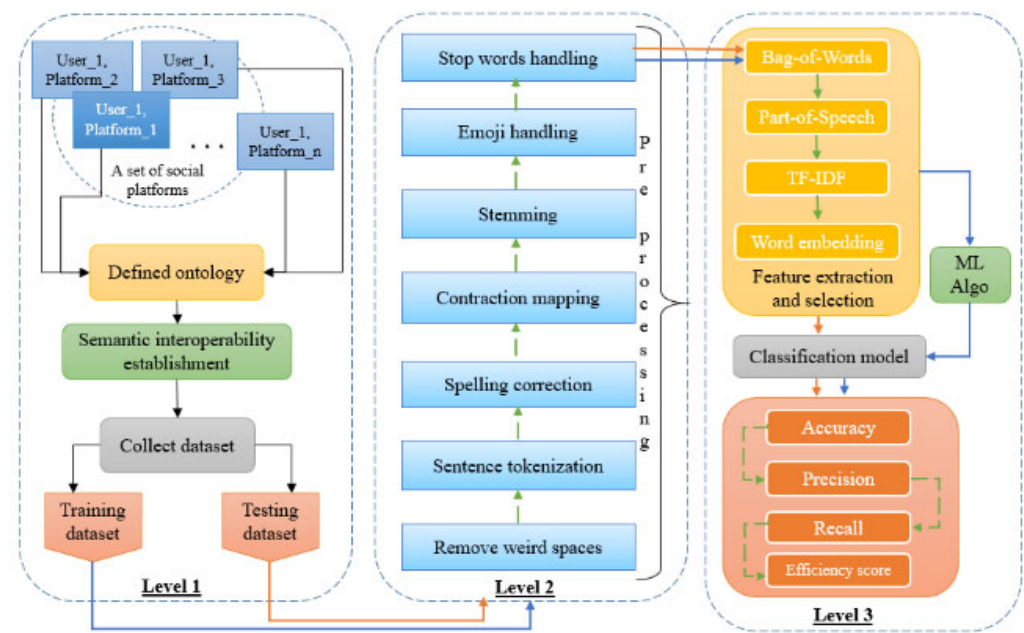 User_1,
Platform_2
User_1,
Platform_3
User_1,
Platform_1
. . .
User_1,
Platform_n
A set of social
platforms
Defined ontology
Semantic interoperability
establishment
Collect dataset
Training
dataset
Testing
dataset
Level 1
Stop words handling
Emoji handling
Stemming
Contraction mapping
Spelling correction
Sentence tokenization
Remove weird spaces
Pre processing
Level 2
Bag-of-Words
Part-of-Speech
TF-IDF
Word embedding
Feature extraction
and selection
ML
Algo
Classification model
Accuracy
Precision
Recall
Efficiency score
Level 3